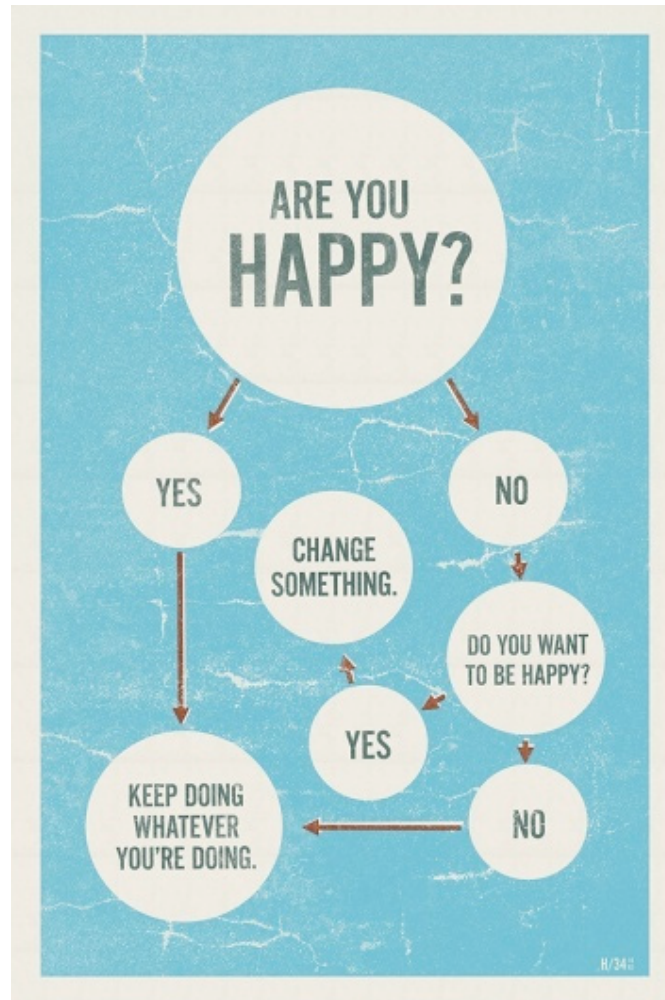 ARE YOU
HAPPY?
YES
NO
CHANGE
SOMETHING.
DO YOU WANT
TO BE HAPPY?
YES
KEEP DOING
WHATEVER
YOU'RE DOING.
NO
H/34